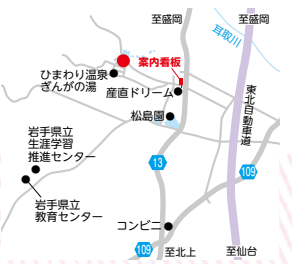 至盛岡
至盛岡
耳取川
案内看板
ひまわり温泉
ぎんがの湯
産直ドリーム
松島園
東北自動車道
岩手県立
生涯学習
推進センター
13
109
岩手県立
教育センター
コンビニ
109
至北上
至仙台